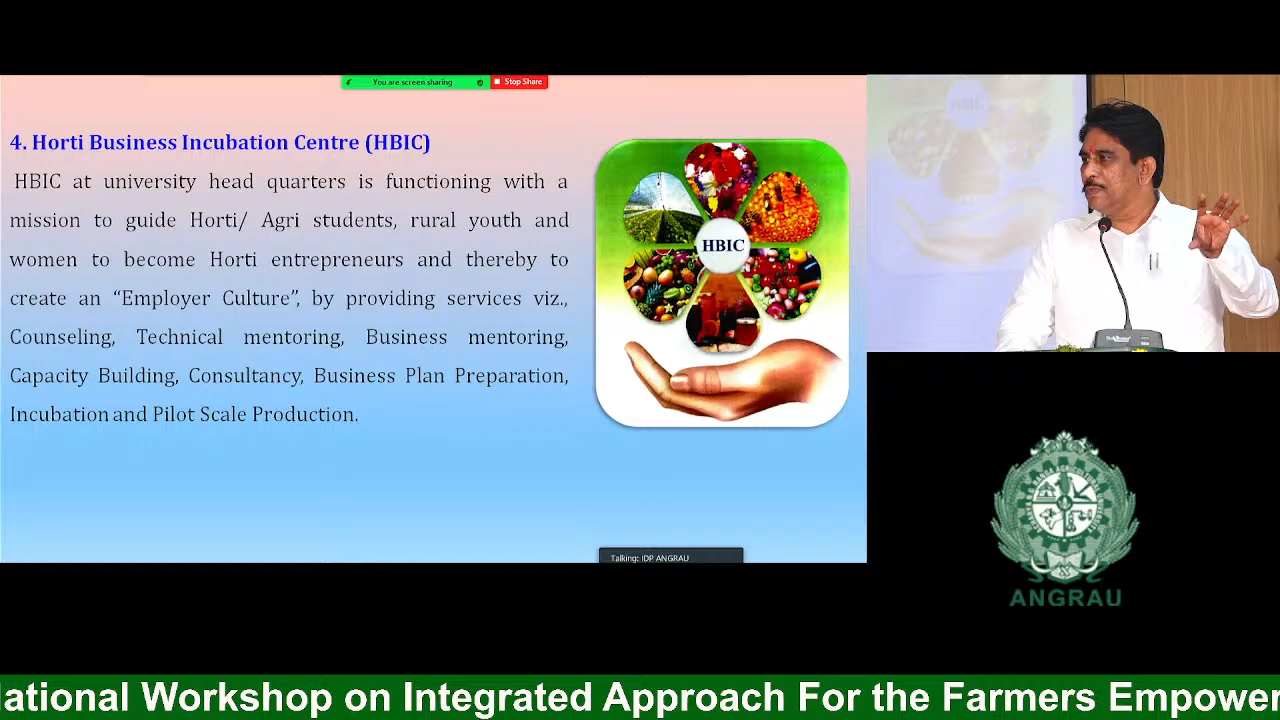 You are screen sharing
Stop Share
4. Horti Business Incubation Centre (HBIC)
HBIC at university head quarters is functioning with a
mission to guide Horti/ Agri students, rural youth and
women to become Horti entrepreneurs and thereby to
create an “Employer Culture”, by providing services viz.,
Counseling, Technical mentoring, Business mentoring,
Capacity Building, Consultancy, Business Plan Preparation,
Incubation and Pilot Scale Production.
HBIC
Talking: IDP ANGRAU
ANGRAU
National Workshop on Integrated Approach For the Farmers Empower